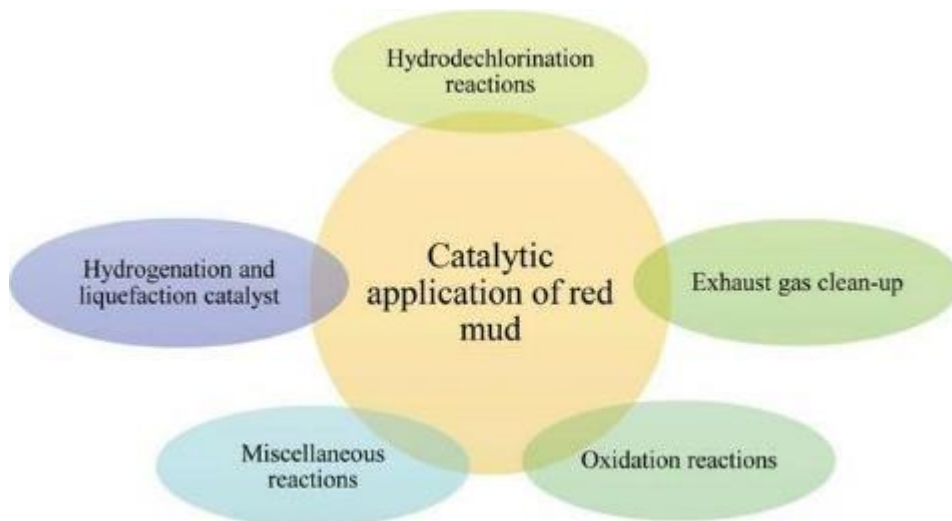 Hydrodechlorination
reactions
Hydrogenation and
liquefaction catalyst
Catalytic
application of red
mud
Exhaust gas clean-up
Miscellaneous
reactions
Oxidation reactions